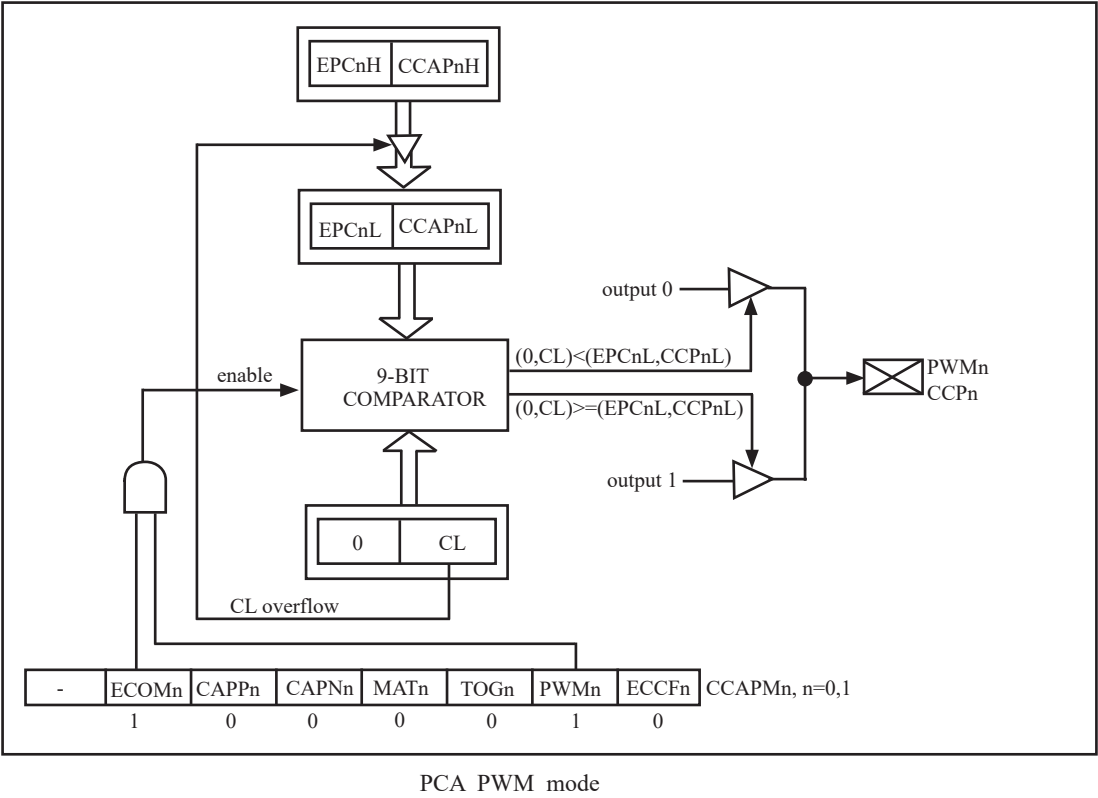 EPCnH CCAPnH
EPCnL CCAPnL
output 0
(0,CL)<(EPCnL,CCPnL)
enable
9-BIT
COMPARATOR
(0,CL)>=(EPCnL,CCPnL)
PWMn
CCPn
output 1
0 CL
CL overflow
- ECOMn CAPPn CAPNn MATn TOGn PWMn ECCFn CCAPMn, n=0,1
1 0 0 0 0 1 0
PCA PWM mode